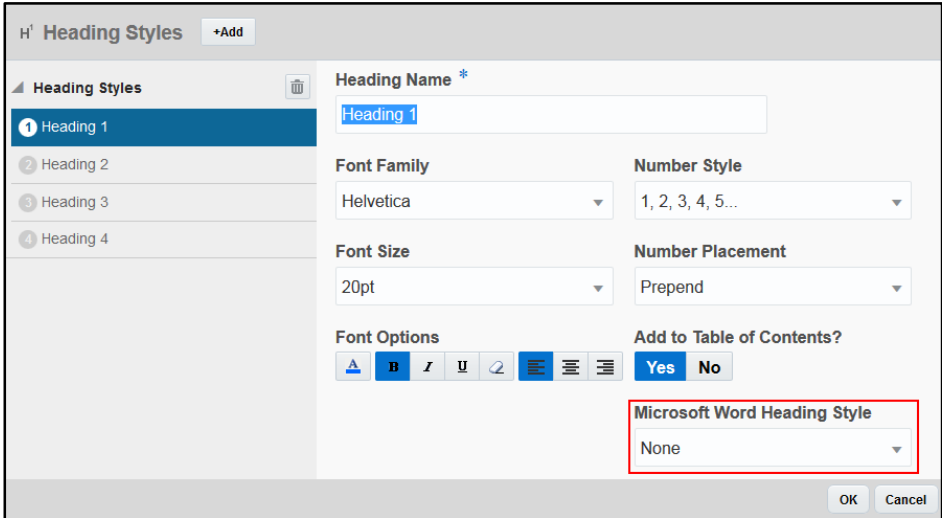 H¹ Heading Styles +Add
Heading Styles
1 Heading 1
2 Heading 2
3 Heading 3
4 Heading 4
Heading Name *
Heading 1
Font Family
Helvetica
Number Style
1, 2, 3, 4, 5...
Font Size
20pt
Number Placement
Prepend
Font Options
A B I U
Add to Table of Contents?
Yes No
Microsoft Word Heading Style
None
OK Cancel